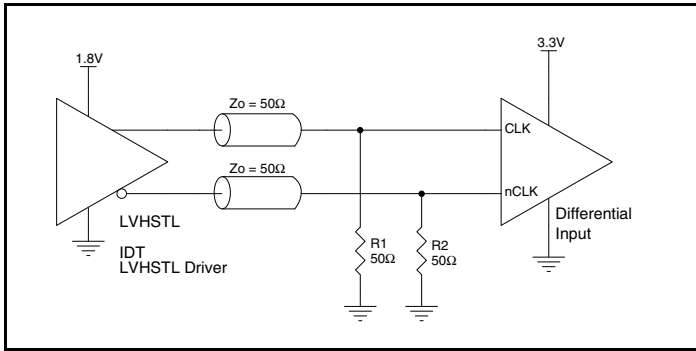 1.8V
3.3V
Zo = 50Ω
CLK
Zo = 50Ω
nCLK
LVHSTL
IDT
LVHSTL Driver
R1
50Ω
R2
50Ω
Differential
Input